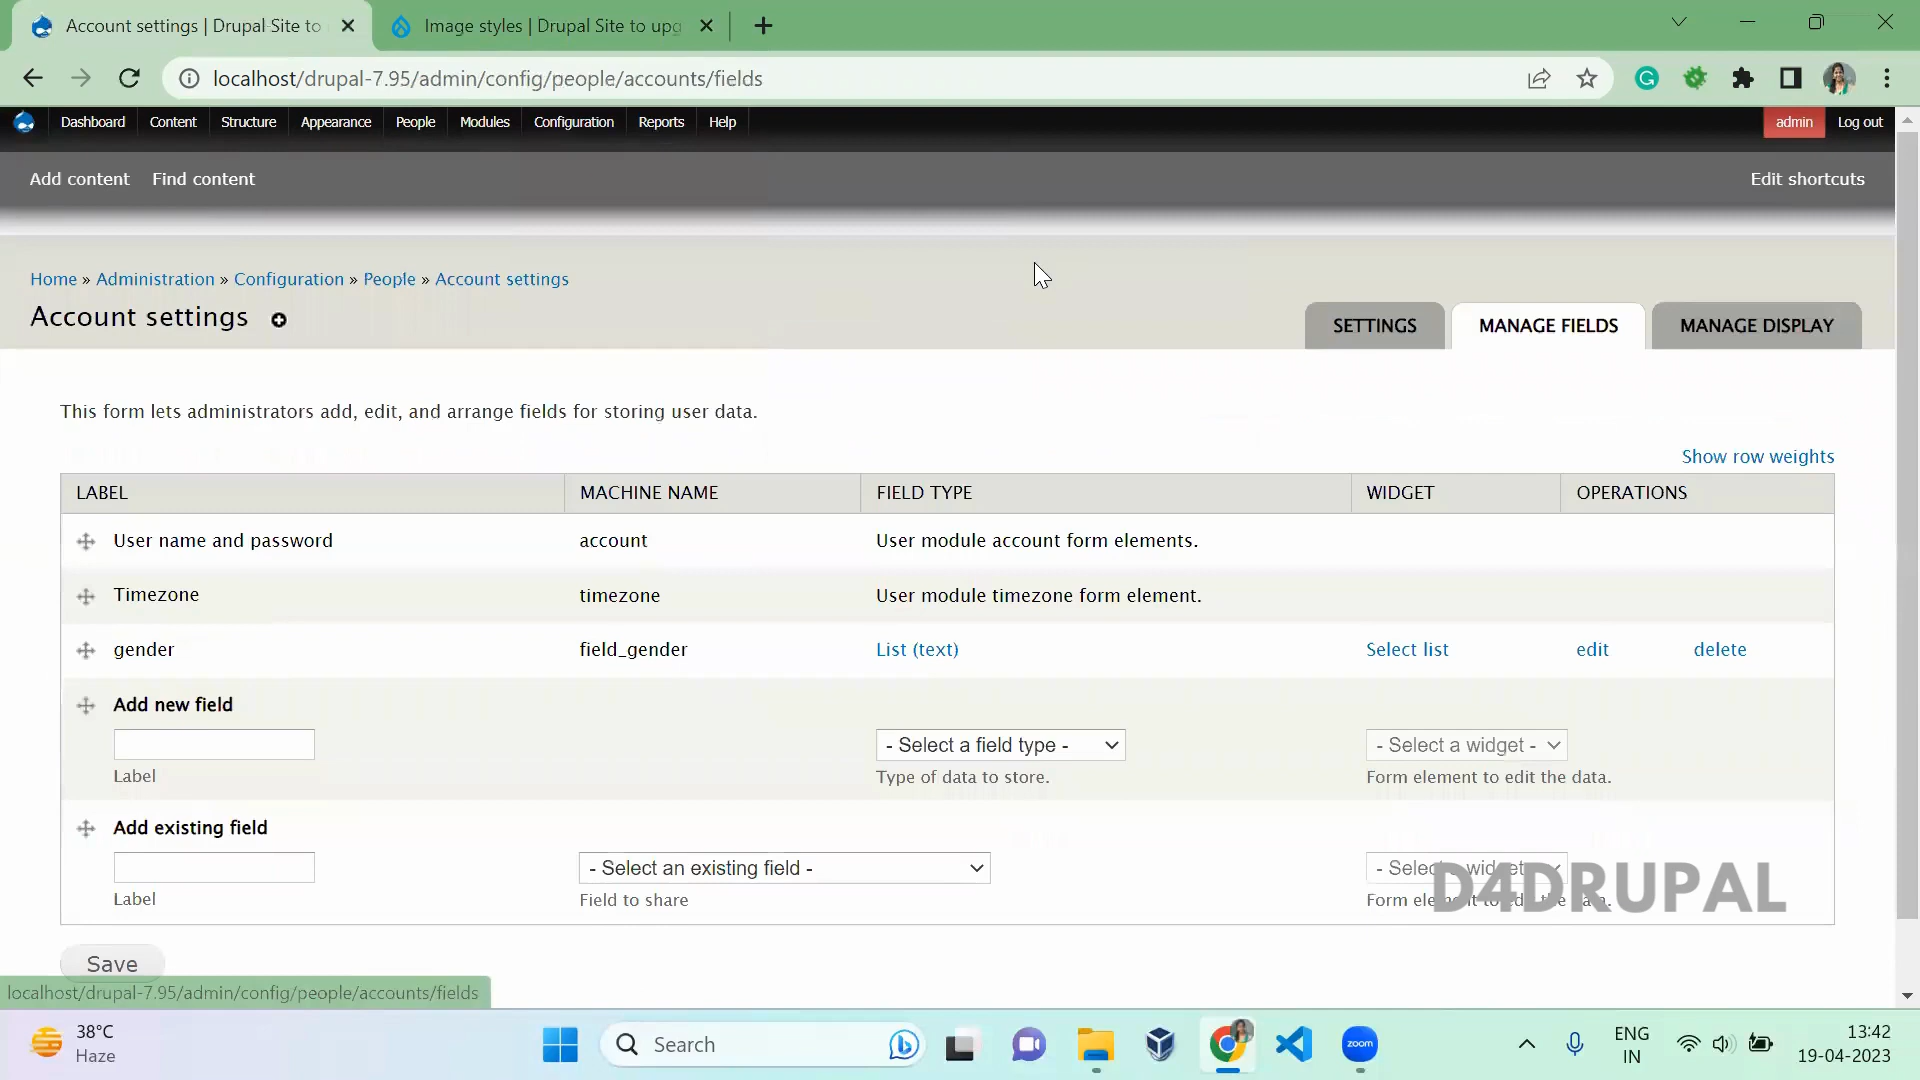 Account settings | Drupal Site to
Image styles | Drupal Site to upg
localhost/drupal-7.95/admin/config/people/accounts/fields
Dashboard Content Structure Appearance People Modules Configuration Reports Help admin Log out
Add content Find content Edit shortcuts
Home » Administration » Configuration » People » Account settings
Account settings
SETTINGS MANAGE FIELDS MANAGE DISPLAY
This form lets administrators add, edit, and arrange fields for storing user data.
Show row weights
LABEL MACHINE NAME FIELD TYPE WIDGET OPERATIONS
User name and password account User module account form elements.
Timezone timezone User module timezone form element.
gender field_gender List (text) Select list edit delete
Add new field
- Select a field type - - Select a widget -
Label Type of data to store. Form element to edit the data.
Add existing field
- Select an existing field - - Select a widget -
Label Field to share Form element to edit the data.
D4DRUPAL
Save
localhost/drupal-7.95/admin/config/people/accounts/fields
38°C
Haze
Search
zoom
ENG
IN
13:42
19-04-2023